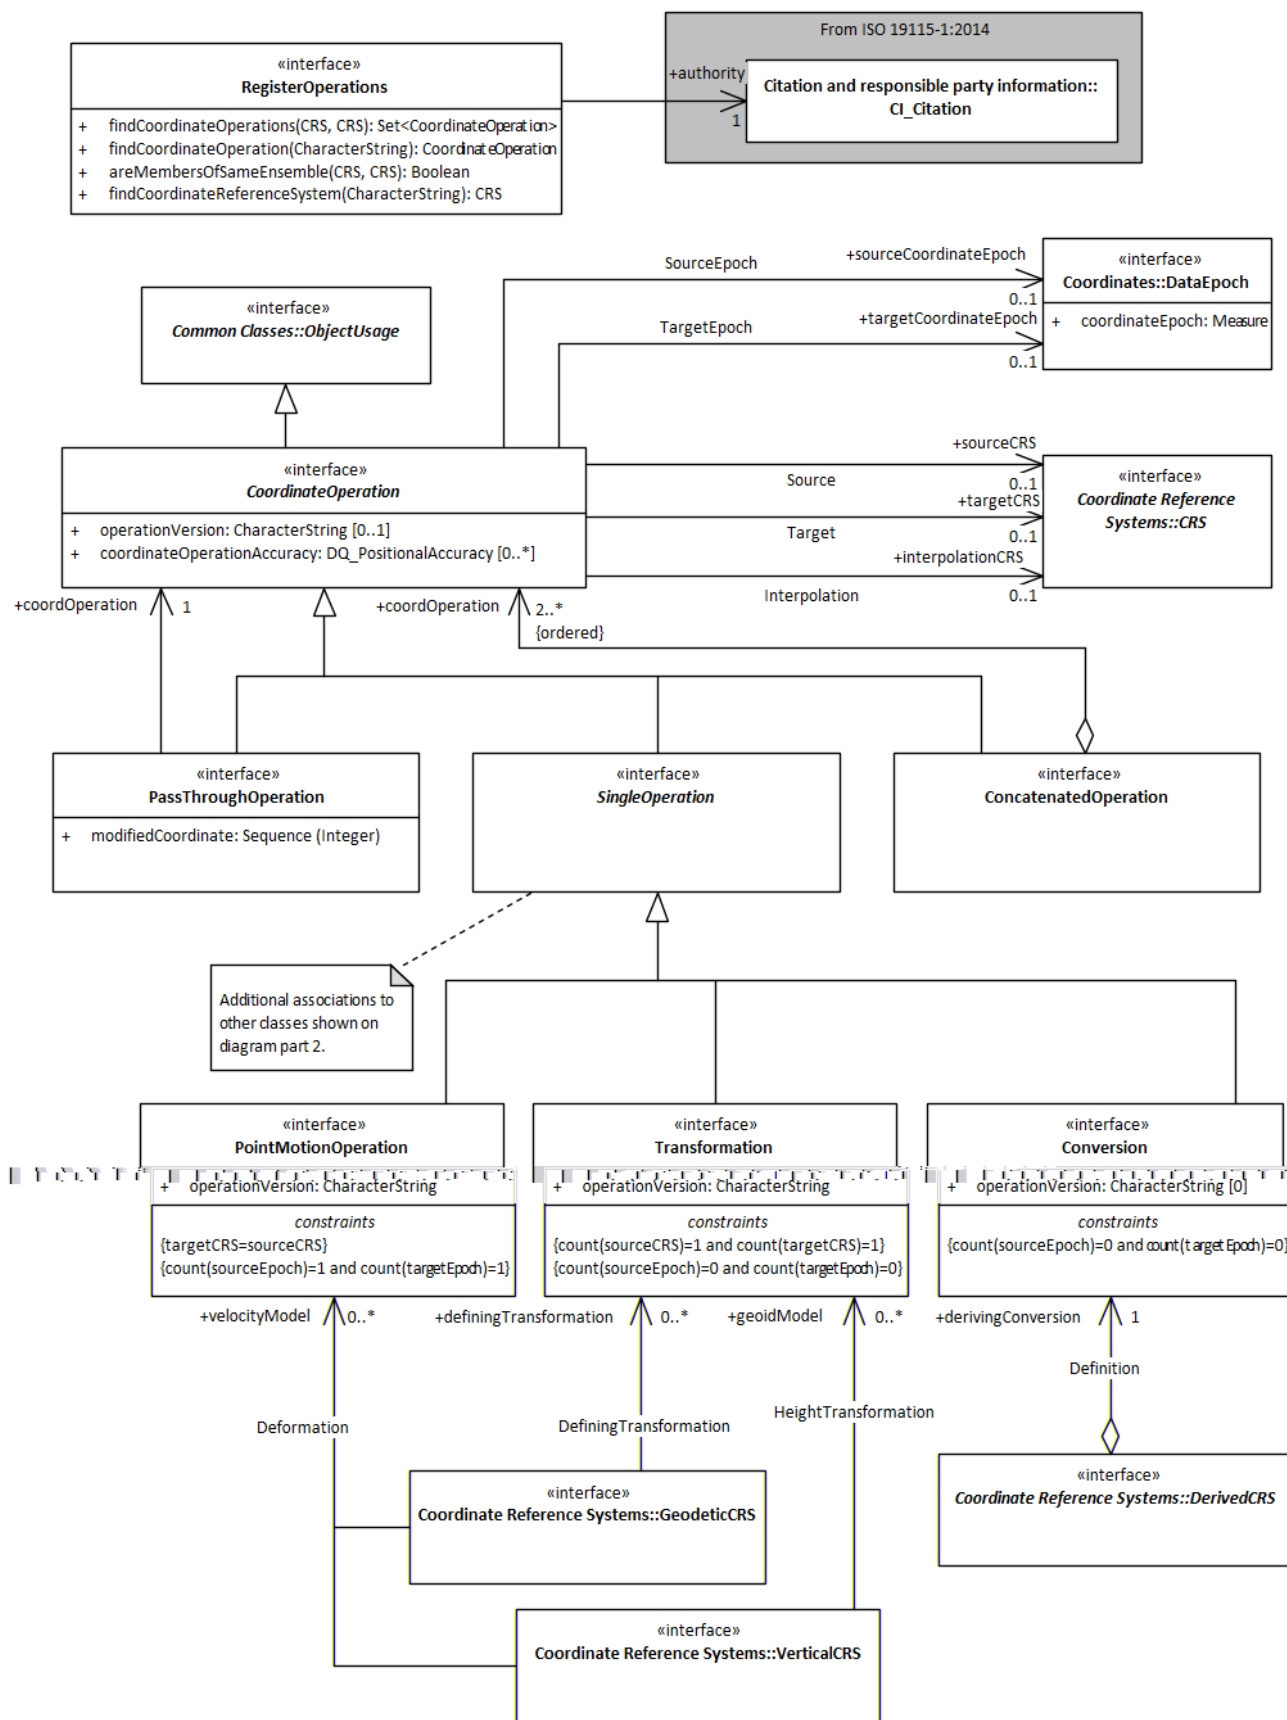 From ISO 19115-1:2014
«interface»
RegisterOperations
+ findCoordinateOperations(CRS, CRS): Set<CoordinateOperation>
+ findCoordinateOperation(CharacterString): CoordinateOperation
+ areMembersOfSameEnsemble(CRS, CRS): Boolean
+ findCoordinateReferenceSystem(CharacterString): CRS
+authority
1
Citation and responsible party information::
CI_Citation
«interface»
Common Classes::ObjectUsage
SourceEpoch
+sourceCoordinateEpoch
0..1
TargetEpoch
+targetCoordinateEpoch
0..1
«interface»
Coordinates::DataEpoch
+ coordinateEpoch: Measure
«interface»
CoordinateOperation
+ operationVersion: CharacterString [0..1]
+ coordinateOperationAccuracy: DQ_PositionalAccuracy [0..*]
+sourceCRS
Source
0..1
+targetCRS
Target
0..1
+interpolationCRS
Interpolation
0..1
«interface»
Coordinate Reference
Systems::CRS
+coordOperation
1
+coordOperation
2..*
{ordered}
«interface»
PassThroughOperation
+ modifiedCoordinate: Sequence (Integer)
«interface»
SingleOperation
«interface»
ConcatenatedOperation
Additional associations to
other classes shown on
diagram part 2.
«interface»
PointMotionOperation
+ operationVersion: CharacterString
constraints
{targetCRS=sourceCRS}
{count(sourceEpoch)=1 and count(targetEpoch)=1}
«interface»
Transformation
+ operationVersion: CharacterString
constraints
{count(sourceCRS)=1 and count(targetCRS)=1}
{count(sourceEpoch)=0 and count(targetEpoch)=0}
«interface»
Conversion
+ operationVersion: CharacterString [0]
constraints
{count(sourceEpoch)=0 and count(targetEpoch)=0}
+velocityModel
0..*
+definingTransformation
0..*
+geoidModel
0..*
+derivingConversion
1
Deformation
DefiningTransformation
HeightTransformation
Definition
«interface»
Coordinate Reference Systems::GeodeticCRS
«interface»
Coordinate Reference Systems::DerivedCRS
«interface»
Coordinate Reference Systems::VerticalCRS